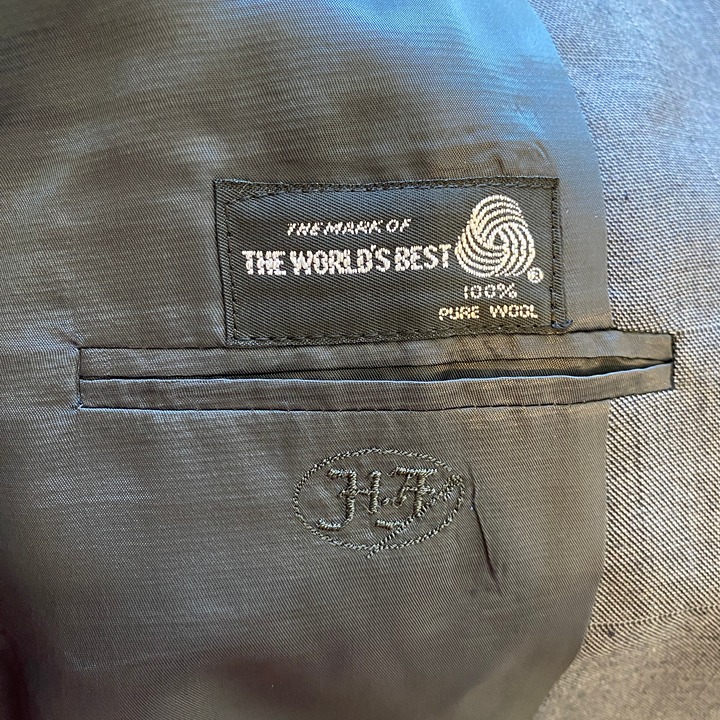 THE MARK OF
THE WORLD'S BEST
®
100%
PURE WOOL
H.A